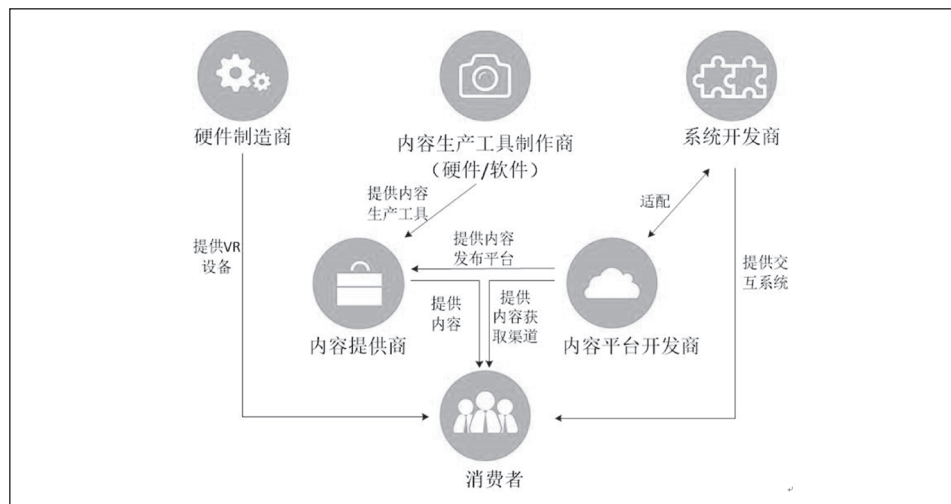 硬件制造商
内容生产工具制作商
（硬件/软件）
系统开发商
提供内容
生产工具
适配
提供VR
设备
提供内容
发布平台
提供交
互系统
提供
内容
提供
内容获
取渠道
内容提供商
内容平台开发商
消费者